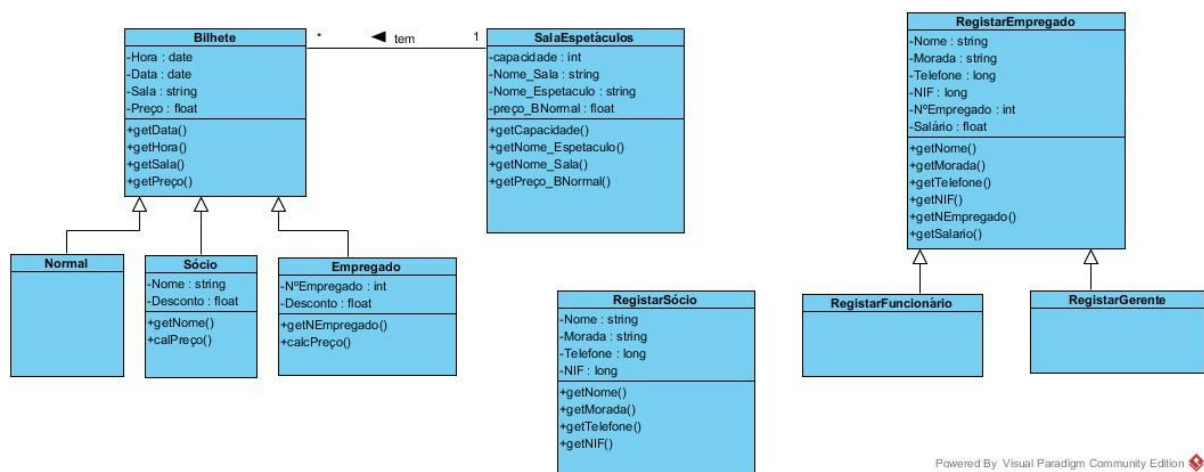 Bilhete
-Hora : date
-Data : date
-Sala : string
-Preço : float
+getData()
+getHora()
+getSala()
+getPreço()
*
tem
1
SalaEspetáculos
-capacidade : int
-Nome_Sala : string
-Nome_Espetaculo : string
-preço_BNormal : float
+getCapacidade()
+getNome_Espetaculo()
+getNome_Sala()
+getPreço_BNormal()
RegistarEmpregado
-Nome : string
-Morada : string
-Telefone : long
-NIF : long
-NºEmpregado : int
-Salário : float
+getNome()
+getMorada()
+getTelefone()
+getNIF()
+getNEmpregado()
+getSalario()
Normal
Sócio
-Nome : string
-Desconto : float
+getNome()
+calPreço()
Empregado
-NºEmpregado : int
-Desconto : float
+getNEmpregado()
+calcPreço()
RegistarSócio
-Nome : string
-Morada : string
-Telefone : long
-NIF : long
+getNome()
+getMorada()
+getTelefone()
+getNIF()
RegistarFuncionário
RegistarGerente
Powered By Visual Paradigm Community Edition